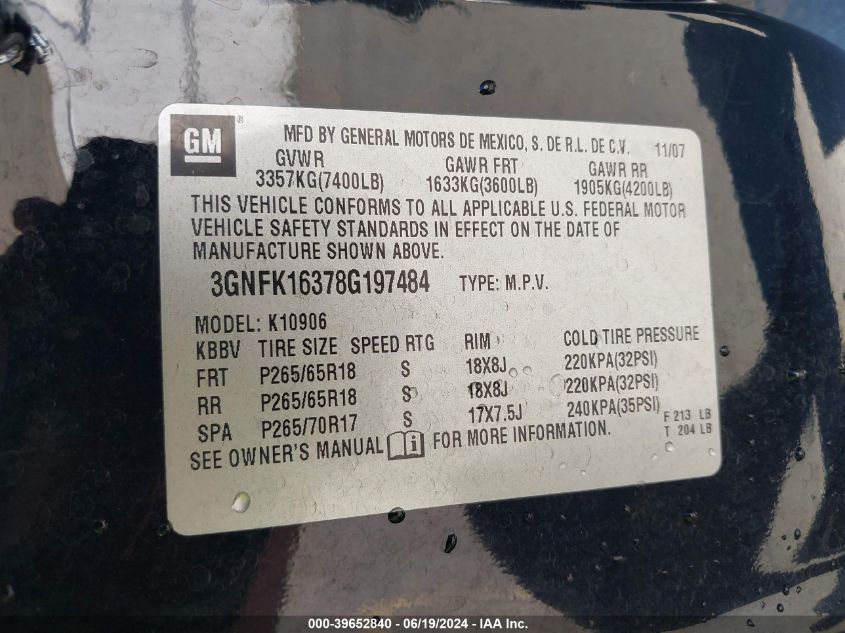 GM ® MFD BY GENERAL MOTORS DE MEXICO, S. DE R.L. DE C.V. 11/07
GVWR GAWR FRT GAWR RR
3357KG(7400LB) 1633KG(3600LB) 1905KG(4200LB)
THIS VEHICLE CONFORMS TO ALL APPLICABLE U.S. FEDERAL MOTOR
VEHICLE SAFETY STANDARDS IN EFFECT ON THE DATE OF
MANUFACTURE SHOWN ABOVE.
3GNFK16378G197484 TYPE: M.P.V.
MODEL: K10906
KBBV TIRE SIZE SPEED RTG RIM COLD TIRE PRESSURE
FRT P265/65R18 S 18X8J 220KPA(32PSI)
RR P265/65R18 S 18X8J 220KPA(32PSI)
SPA P265/70R17 S 17X7.5J 240KPA(35PSI)
F 213 LB
T 204 LB
SEE OWNER'S MANUAL i FOR MORE INFORMATION.
000-39652840 - 06/19/2024 - IAA Inc.